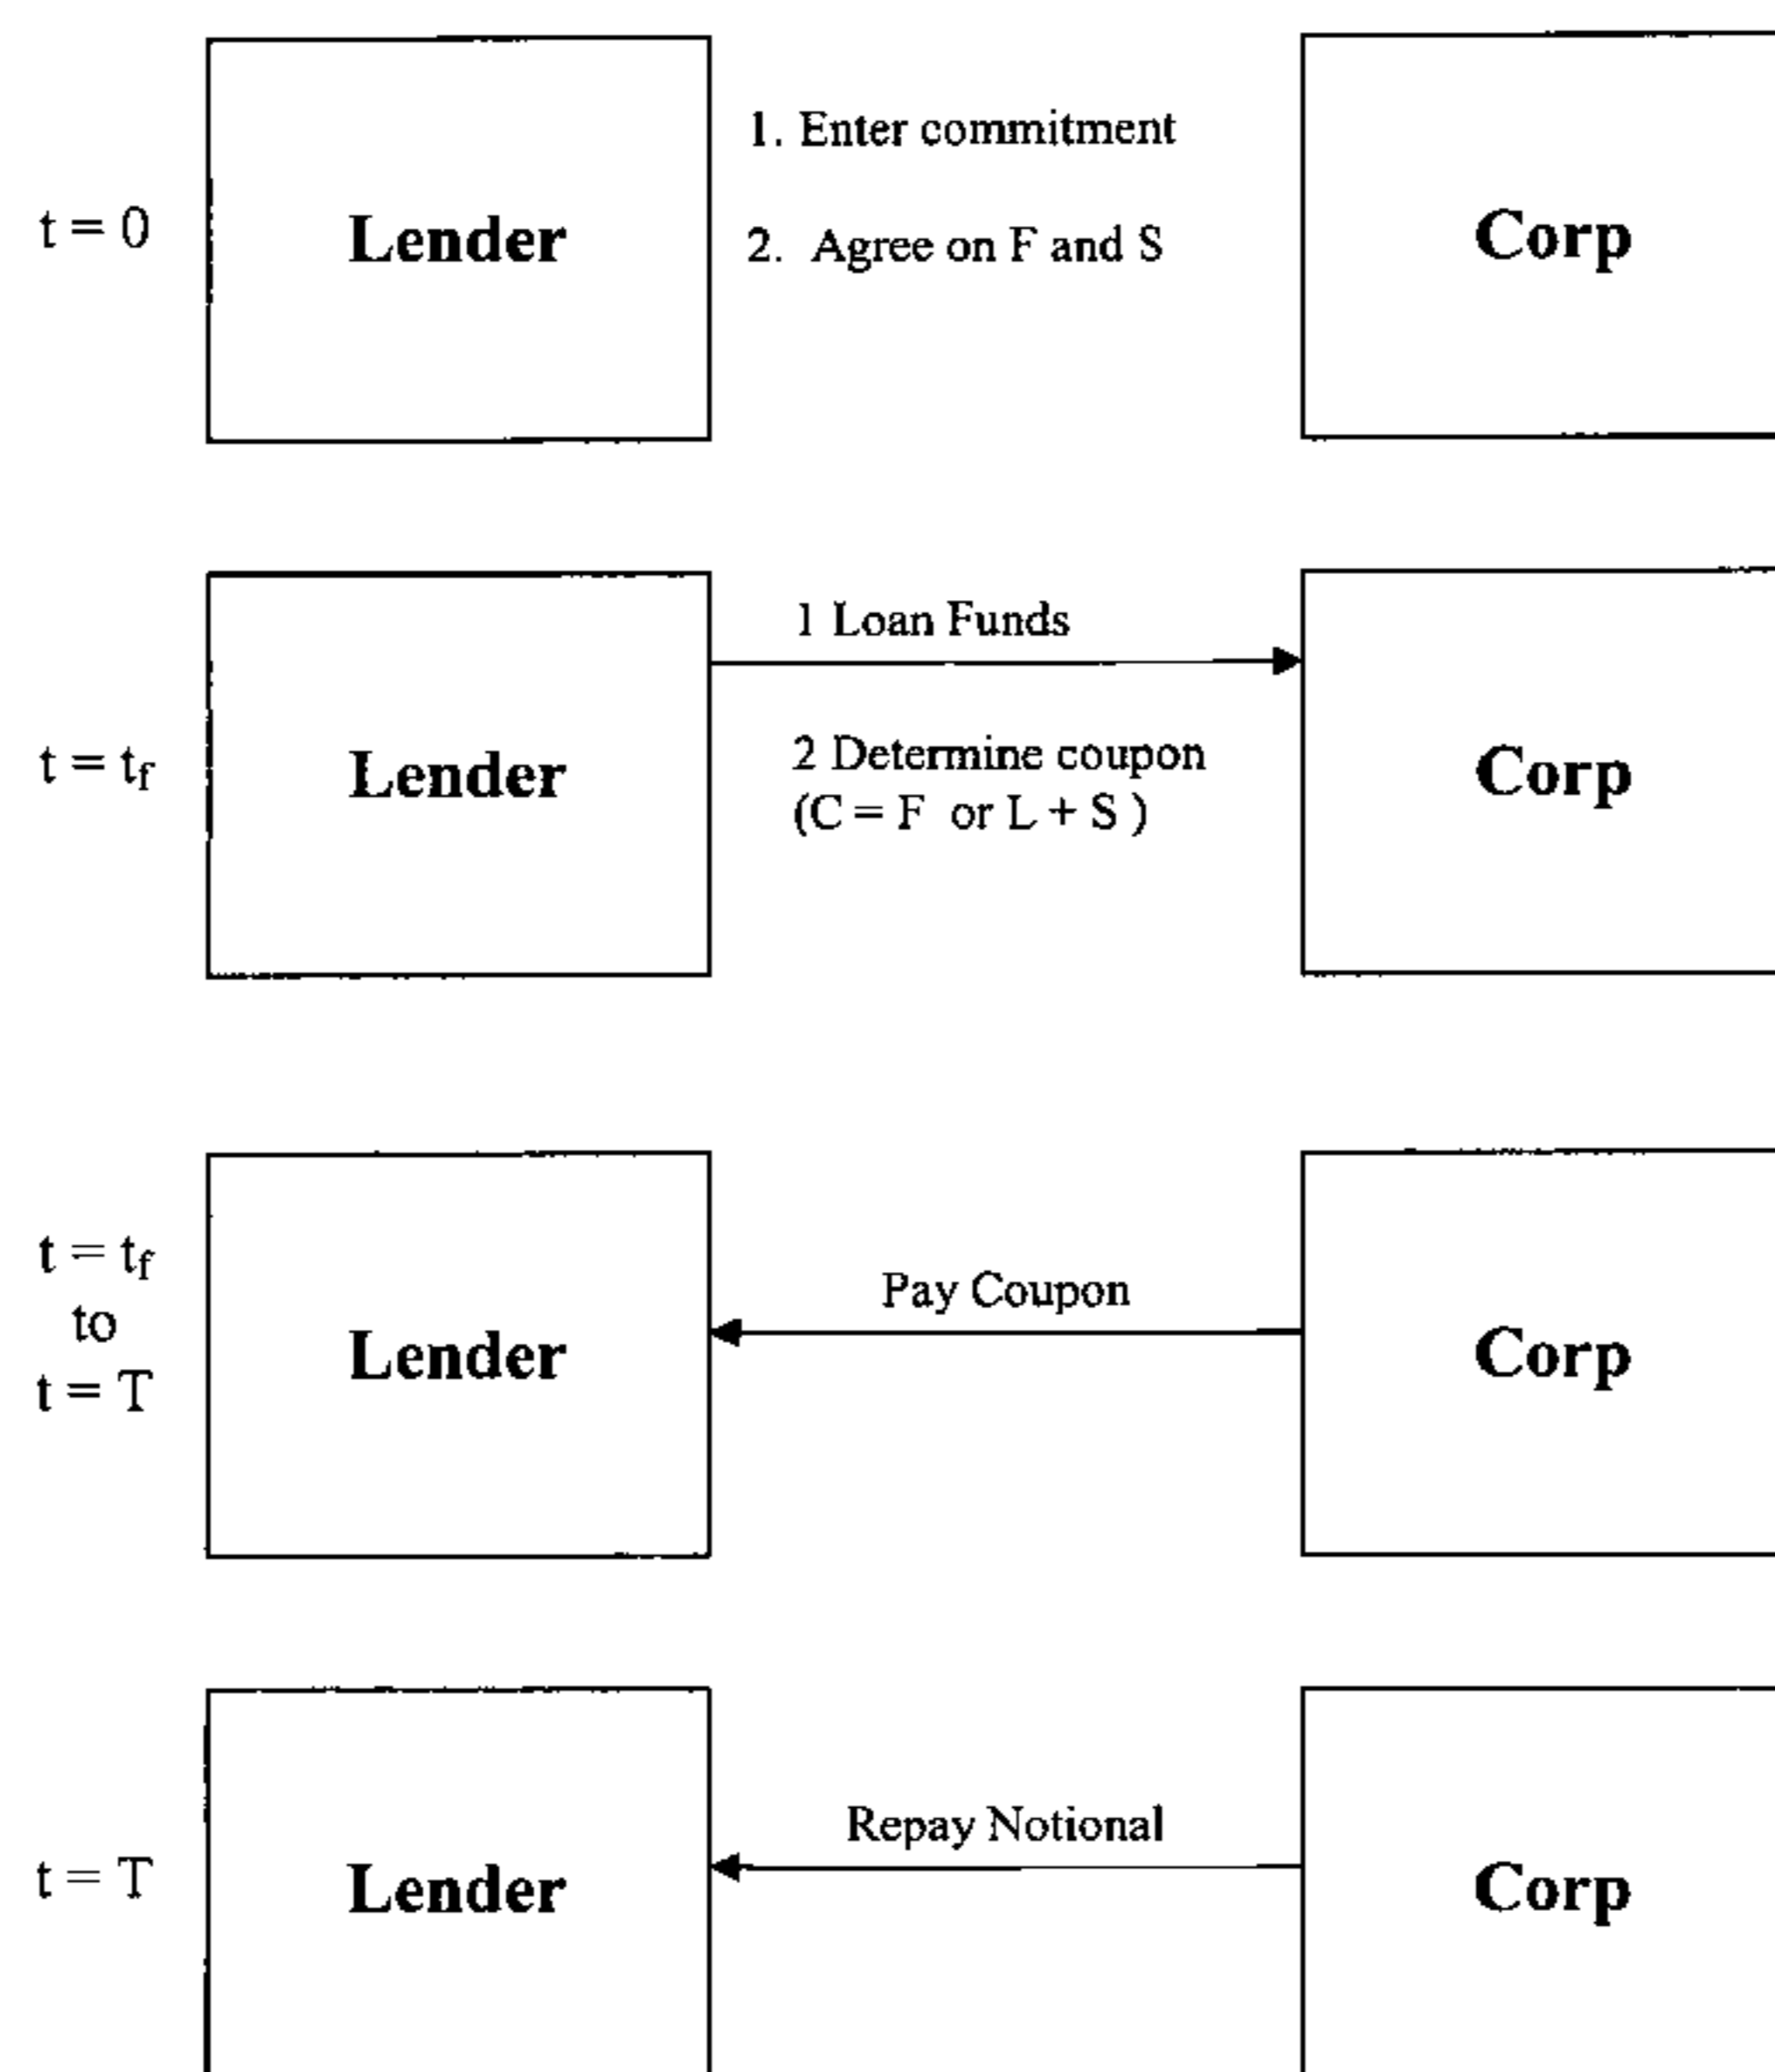 1. Enter commitment
t = 0
Lender
2. Agree on F and S
Corp
1 Loan Funds
t = tf
Lender
2 Determine coupon
(C = F or L + S )
Corp
t = tf
to
t = T
Lender
Pay Coupon
Corp
t = T
Lender
Repay Notional
Corp